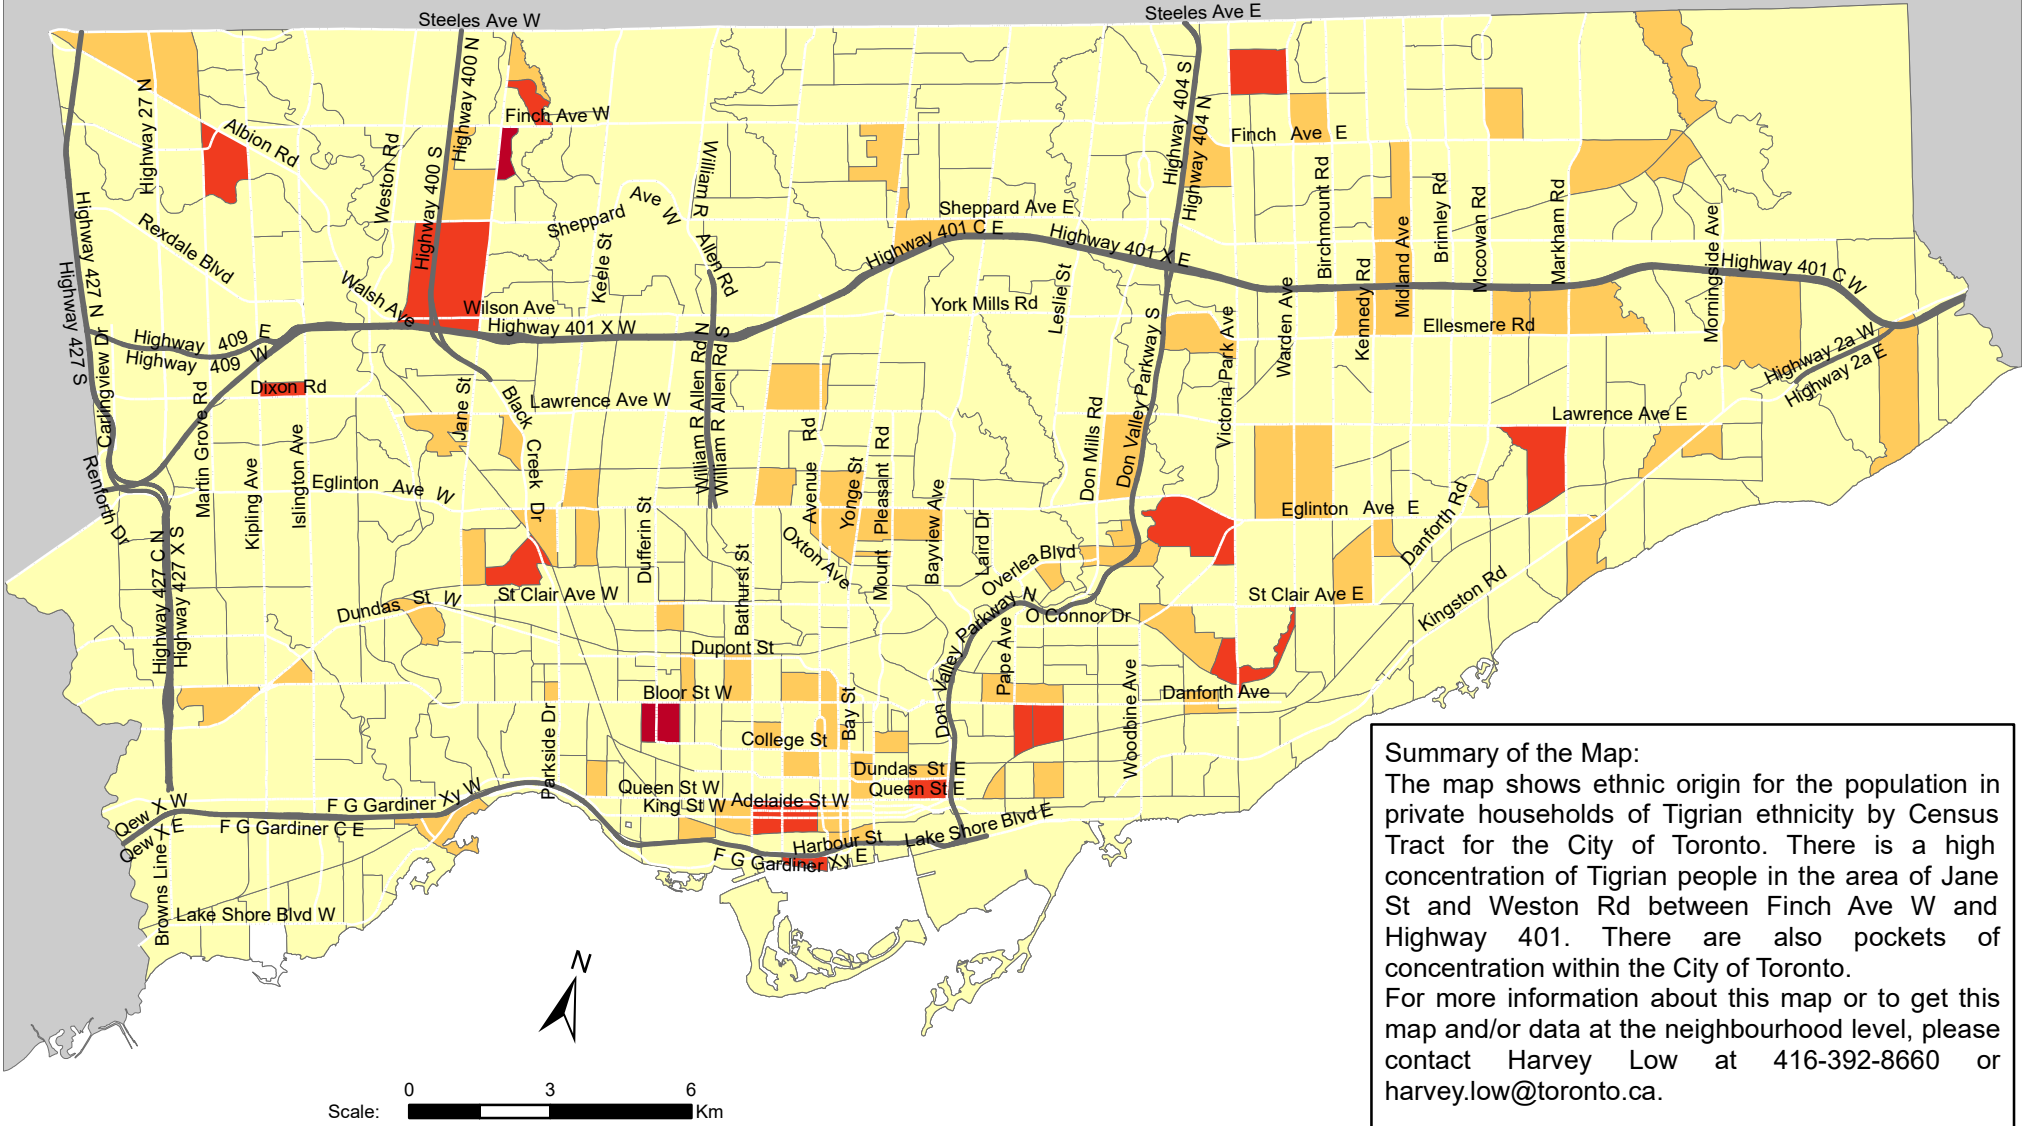 Steeles Ave W
Steeles Ave E
Highway 400 N
Highway 404 S
Highway 27 N
Finch Ave W
Highway 404 N
Albion Rd
Finch Ave E
Weston Rd
Highway 400 S
William R Allen Rd
Highway 427 N
Rexdale Blvd
Sheppard Ave W
Keele St
Sheppard Ave E
Highway 401 C E
Highway 401 X E
Birchmount Rd
Kennedy Rd
Midland Ave
Brimley Rd
Mccowan Rd
Markham Rd
Morningside Ave
Highway 401 C W
Highway 427 N
Walsh Ave
Wilson Ave
Highway 401 X W
York Mills Rd
Leslie St
Warden Ave
Ellesmere Rd
Highway 2a W
Highway 2a E
Highway 427 S
Highway 409 E
Highway 409 W
Carlingview Dr
Dixon Rd
Martin Grove Rd
Jane St
Black Creek Dr
Lawrence Ave W
William R Allen Rd N
William R Allen Rd S
Don Valley Parkway S
Victoria Park Ave
Lawrence Ave E
Don Mills Rd
Renforth Dr
Kipling Ave
Islington Ave
Eglinton Ave W
Avenue Rd
Yonge St
Mount Pleasant Rd
Bayview Ave
Laird Dr
Eglinton Ave E
Danforth Rd
Highway 427 C N
Highway 427 X S
Dufferin St
Bathurst St
Oxton Ave
Overlea Blvd
Dundas St W
St Clair Ave W
St Clair Ave E
Kingston Rd
O Connor Dr
Don Valley Parkway N
Pape Ave
Dupont St
Bloor St W
Bay St
Woodbine Ave
Danforth Ave
Parkside Dr
College St
Dundas St E
Queen St W
Queen St E
King St W
Adelaide St W
Qew X W
Qew X E
F G Gardiner Xy W
F G Gardiner C E
Harbour St
Lake Shore Blvd E
F G Gardiner Xy E
Browns Line
Lake Shore Blvd W
N
Scale:
0 3 6
Km
Summary of the Map:
The map shows ethnic origin for the population in
private households of Tigrian ethnicity by Census
Tract for the City of Toronto. There is a high
concentration of Tigrian people in the area of Jane
St and Weston Rd between Finch Ave W and
Highway 401. There are also pockets of
concentration within the City of Toronto.
For more information about this map or to get this
map and/or data at the neighbourhood level, please
contact Harvey Low at 416-392-8660 or
harvey.low@toronto.ca.